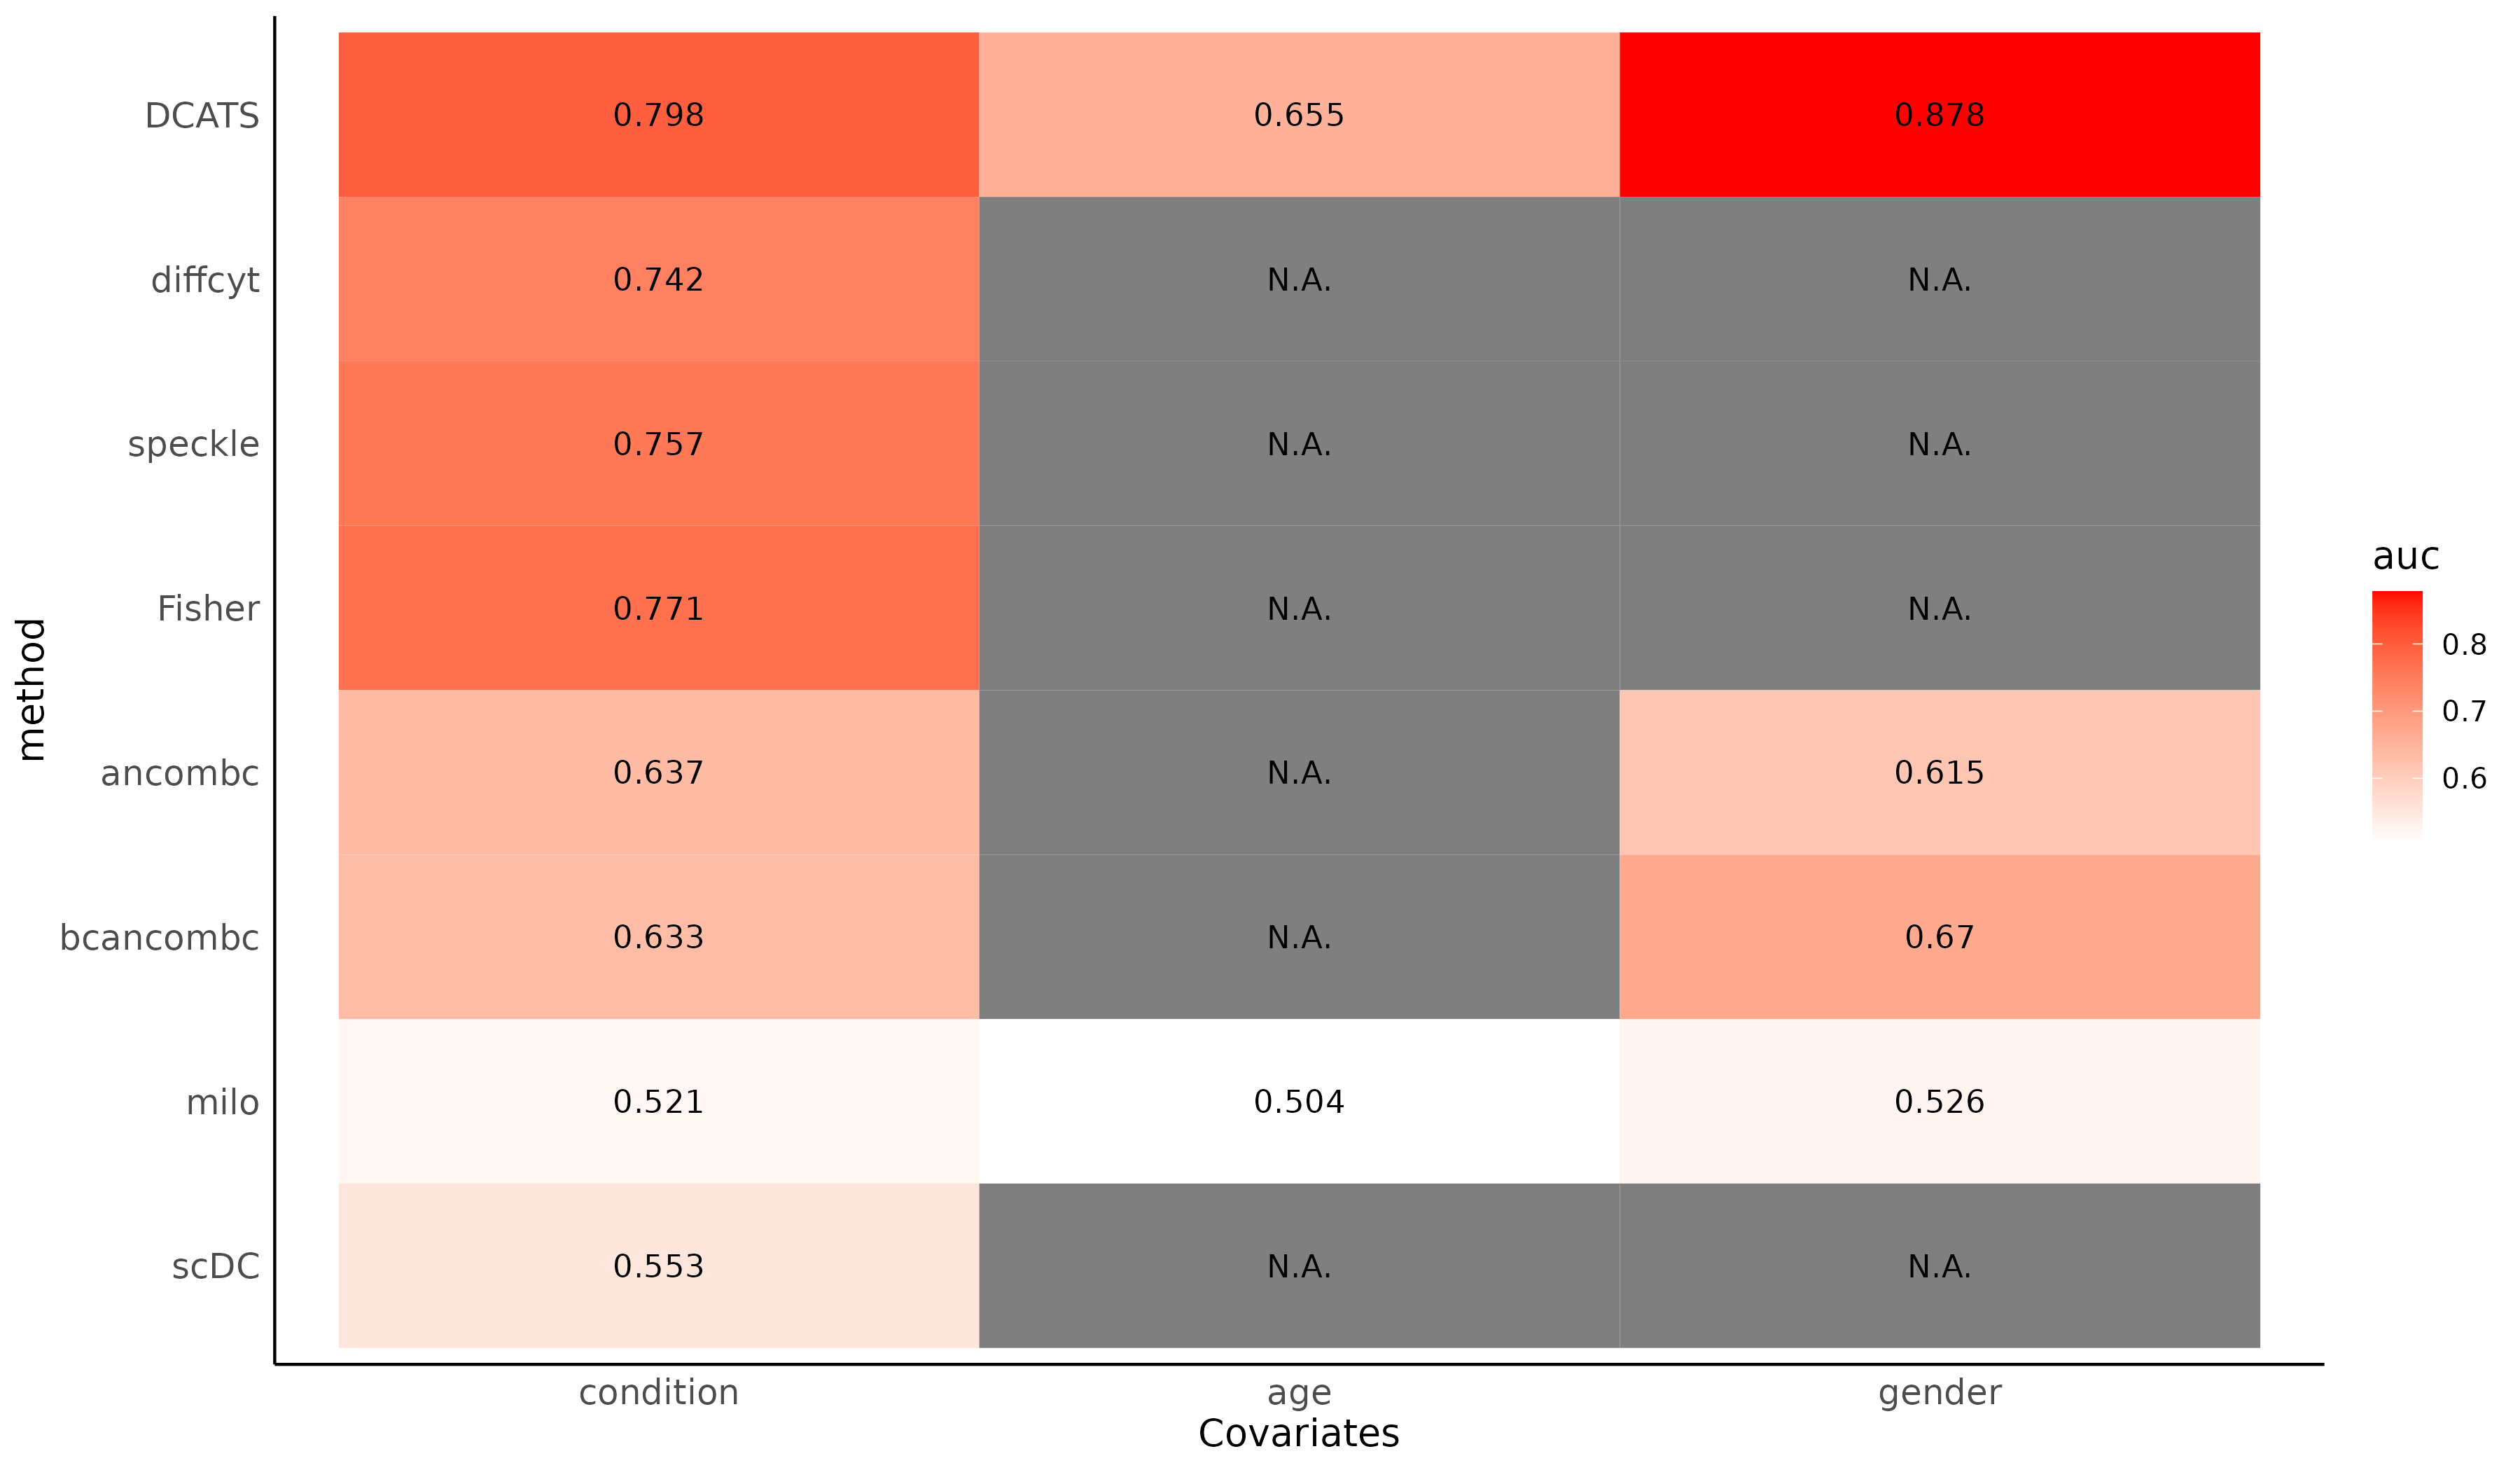 DCATS 0.798 0.655 0.878
diffcyt 0.742 N.A. N.A.
speckle 0.757 N.A. N.A.
Fisher 0.771 N.A. N.A.
ancombc 0.637 N.A. 0.615
bcancombc 0.633 N.A. 0.67
milo 0.521 0.504 0.526
scDC 0.553 N.A. N.A.
condition age gender
Covariates
method
auc
0.8
0.7
0.6